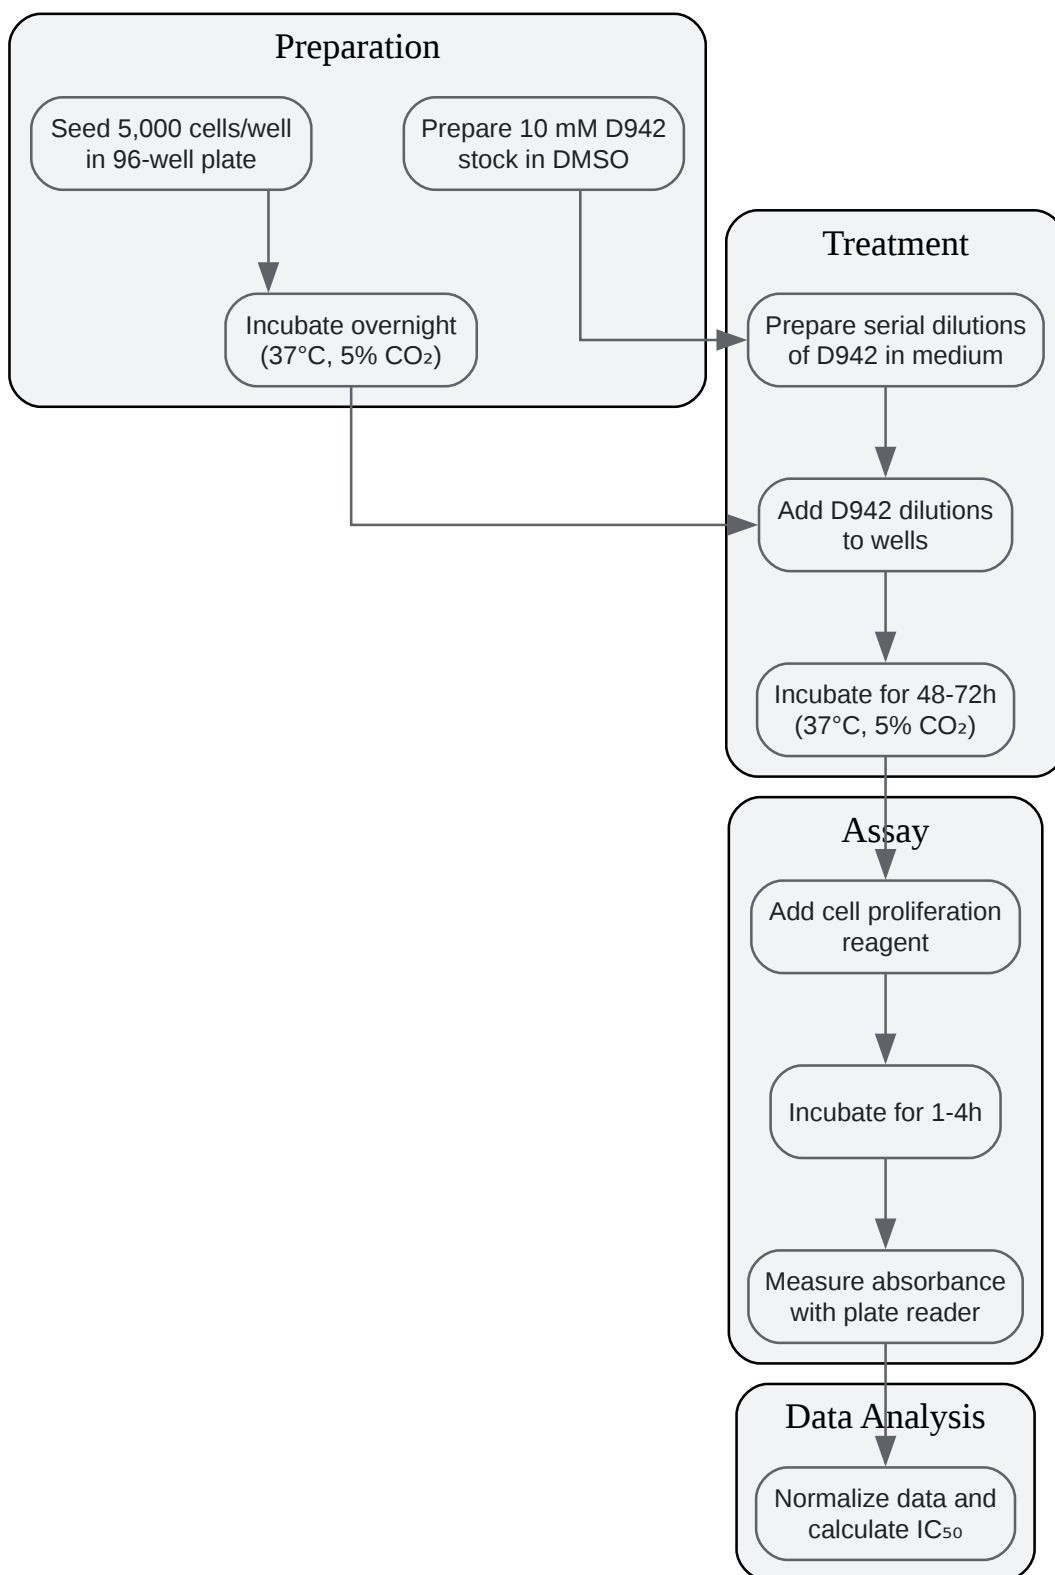 Preparation
Seed 5,000 cells/well
in 96-well plate
Prepare 10 mM D942
stock in DMSO
Incubate overnight
(37°C, 5% CO₂)
Treatment
Prepare serial dilutions
of D942 in medium
Add D942 dilutions
to wells
Incubate for 48-72h
(37°C, 5% CO₂)
Assay
Add cell proliferation
reagent
Incubate for 1-4h
Measure absorbance
with plate reader
Data Analysis
Normalize data and
calculate IC₅₀